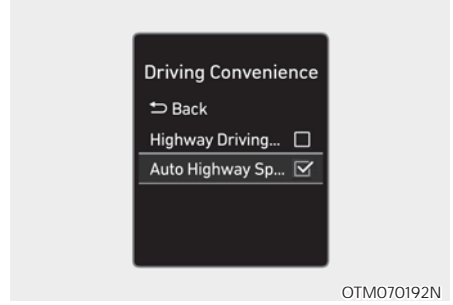 Driving Convenience
⮌ Back
Highway Driving...
Auto Highway Sp...
OTM070192N